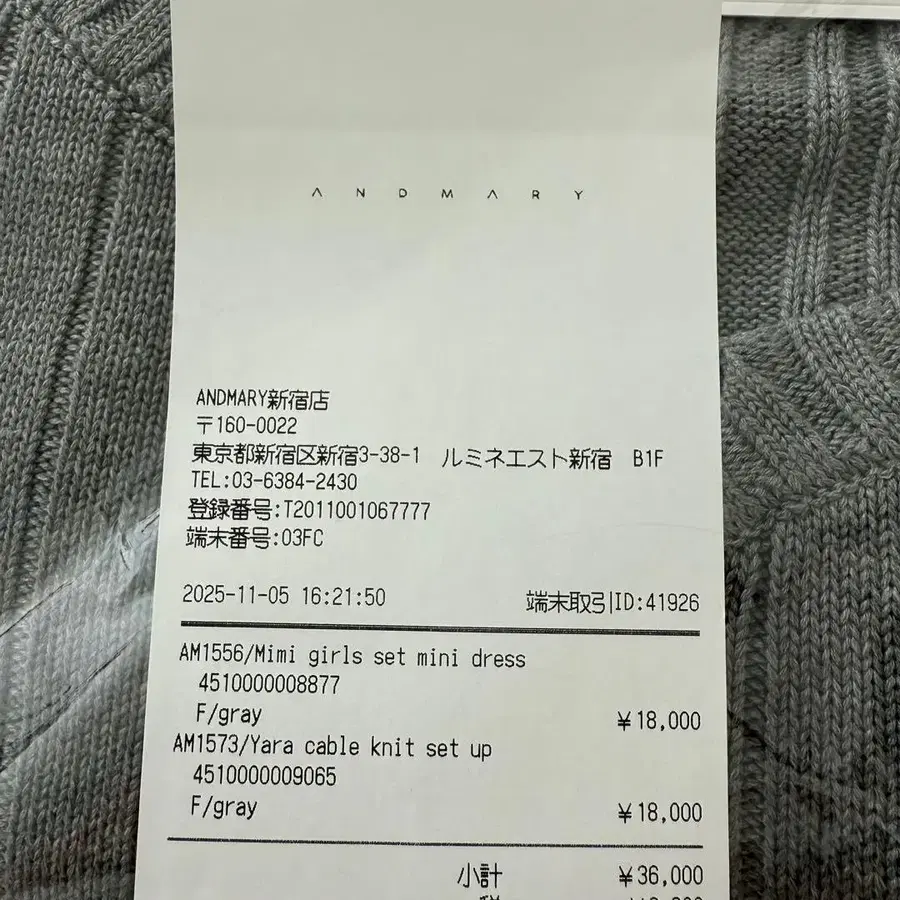 ANDMARY
ANDMARY新宿店
〒160-0022
東京都新宿区新宿3-38-1 ルミネエスト新宿 B1F
TEL:03-6384-2430
登録番号:T2011001067777
端末番号:03FC
2025-11-05 16:21:50 端末取引ID:41926
AM1556/Mimi girls set mini dress
4510000008877
F/gray ¥18,000
AM1573/Yara cable knit set up
4510000009065
F/gray ¥18,000
小計 ¥36,000